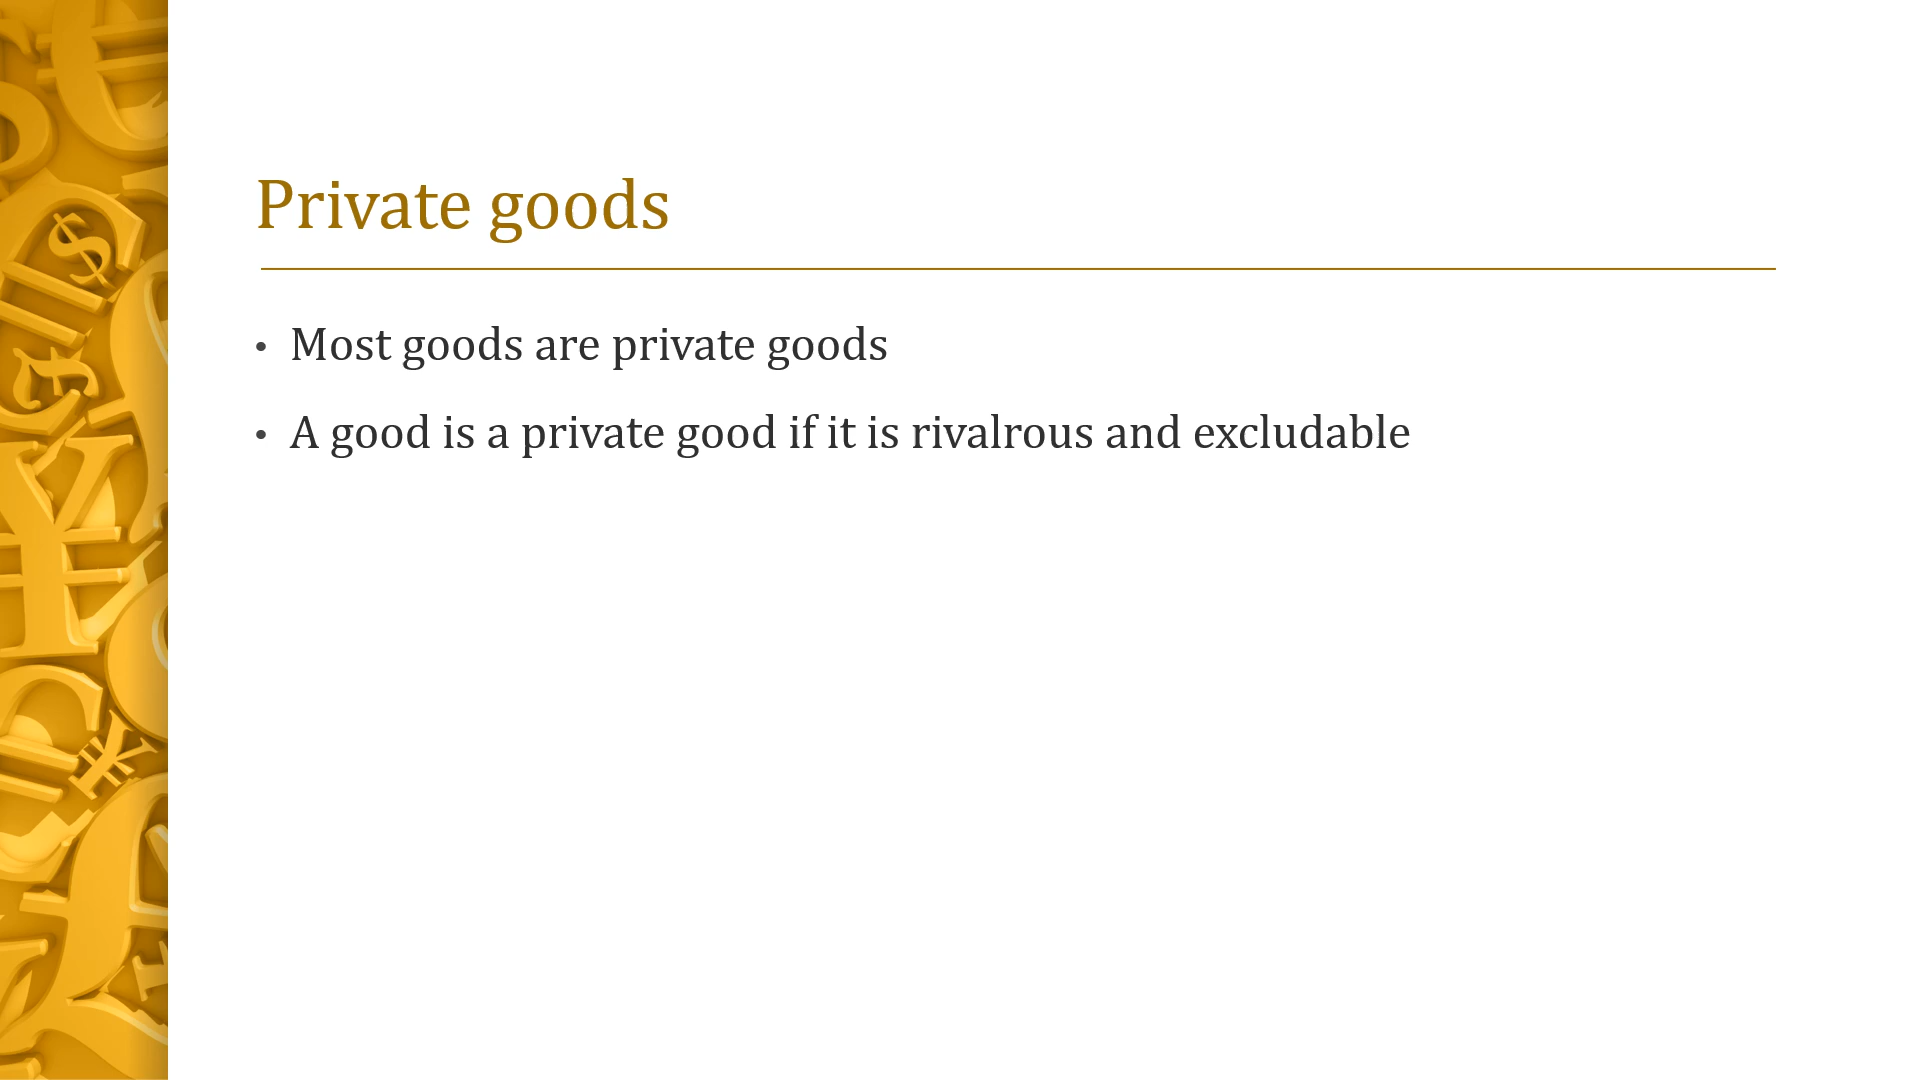 Private goods
• Most goods are private goods
• A good is a private good if it is rivalrous and excludable